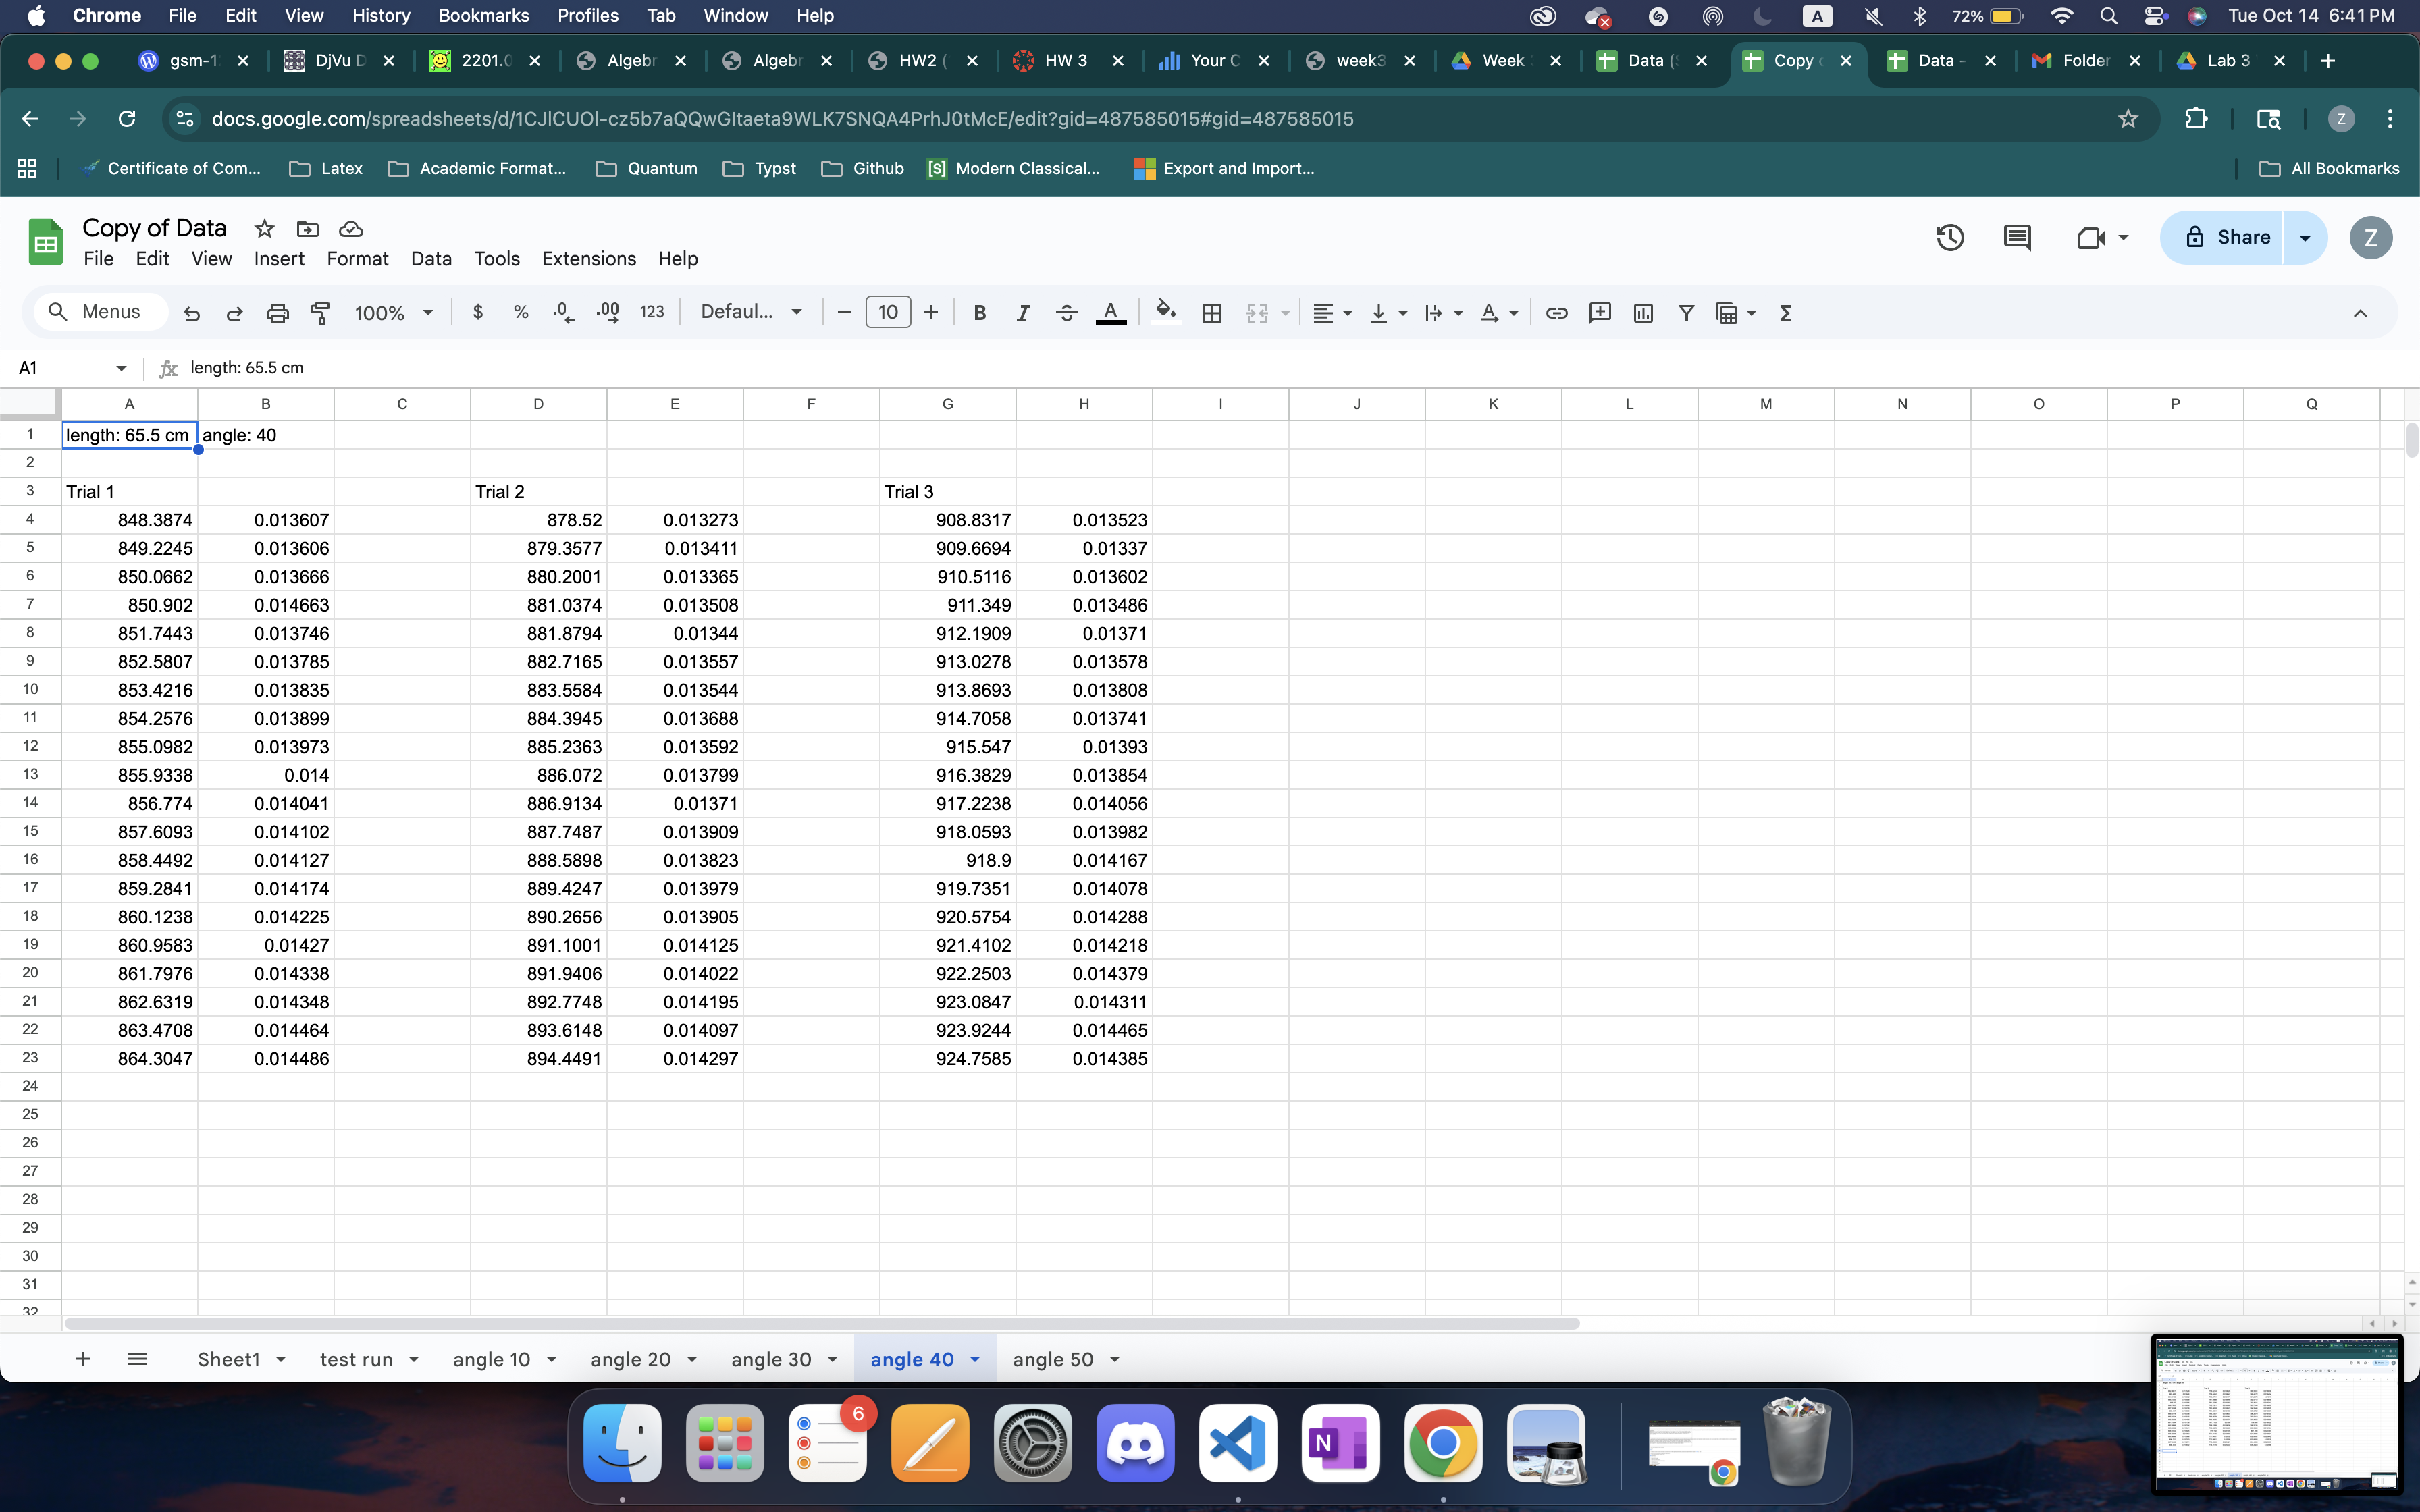 Chrome File Edit View History Bookmarks Profiles Tab Window Help A 72% Tue Oct 14 6:41 PM
gsm-1 DjVu D 2201.0 Algebr Algebr HW2 ( HW 3 Your C week3 Week Data ( Copy Data - Folder Lab 3
docs.google.com/spreadsheets/d/1CJlCUOl-cz5b7aQQwGltaeta9WLK7SNQA4PrhJ0tMcE/edit?gid=487585015#gid=487585015 Z
Certificate of Com... Latex Academic Format... Quantum Typst Github [S] Modern Classical... Export and Import... All Bookmarks
Copy of Data
File Edit View Insert Format Data Tools Extensions Help Share Z
Menus 100% $ % .0 .00 123 Defaul... 10 B I A Σ
A1 fx length: 65.5 cm
A B C D E F G H I J K L M N O P Q
1 length: 65.5 cm angle: 40
2
3 Trial 1 Trial 2 Trial 3
4 848.3874 0.013607 878.52 0.013273 908.8317 0.013523
5 849.2245 0.013606 879.3577 0.013411 909.6694 0.01337
6 850.0662 0.013666 880.2001 0.013365 910.5116 0.013602
7 850.902 0.014663 881.0374 0.013508 911.349 0.013486
8 851.7443 0.013746 881.8794 0.01344 912.1909 0.01371
9 852.5807 0.013785 882.7165 0.013557 913.0278 0.013578
10 853.4216 0.013835 883.5584 0.013544 913.8693 0.013808
11 854.2576 0.013899 884.3945 0.013688 914.7058 0.013741
12 855.0982 0.013973 885.2363 0.013592 915.547 0.01393
13 855.9338 0.014 886.072 0.013799 916.3829 0.013854
14 856.774 0.014041 886.9134 0.01371 917.2238 0.014056
15 857.6093 0.014102 887.7487 0.013909 918.0593 0.013982
16 858.4492 0.014127 888.5898 0.013823 918.9 0.014167
17 859.2841 0.014174 889.4247 0.013979 919.7351 0.014078
18 860.1238 0.014225 890.2656 0.013905 920.5754 0.014288
19 860.9583 0.01427 891.1001 0.014125 921.4102 0.014218
20 861.7976 0.014338 891.9406 0.014022 922.2503 0.014379
21 862.6319 0.014348 892.7748 0.014195 923.0847 0.014311
22 863.4708 0.014464 893.6148 0.014097 923.9244 0.014465
23 864.3047 0.014486 894.4491 0.014297 924.7585 0.014385
24
25
26
27
28
29
30
31
32
Sheet1 test run angle 10 angle 20 angle 30 angle 40 angle 50
6 N